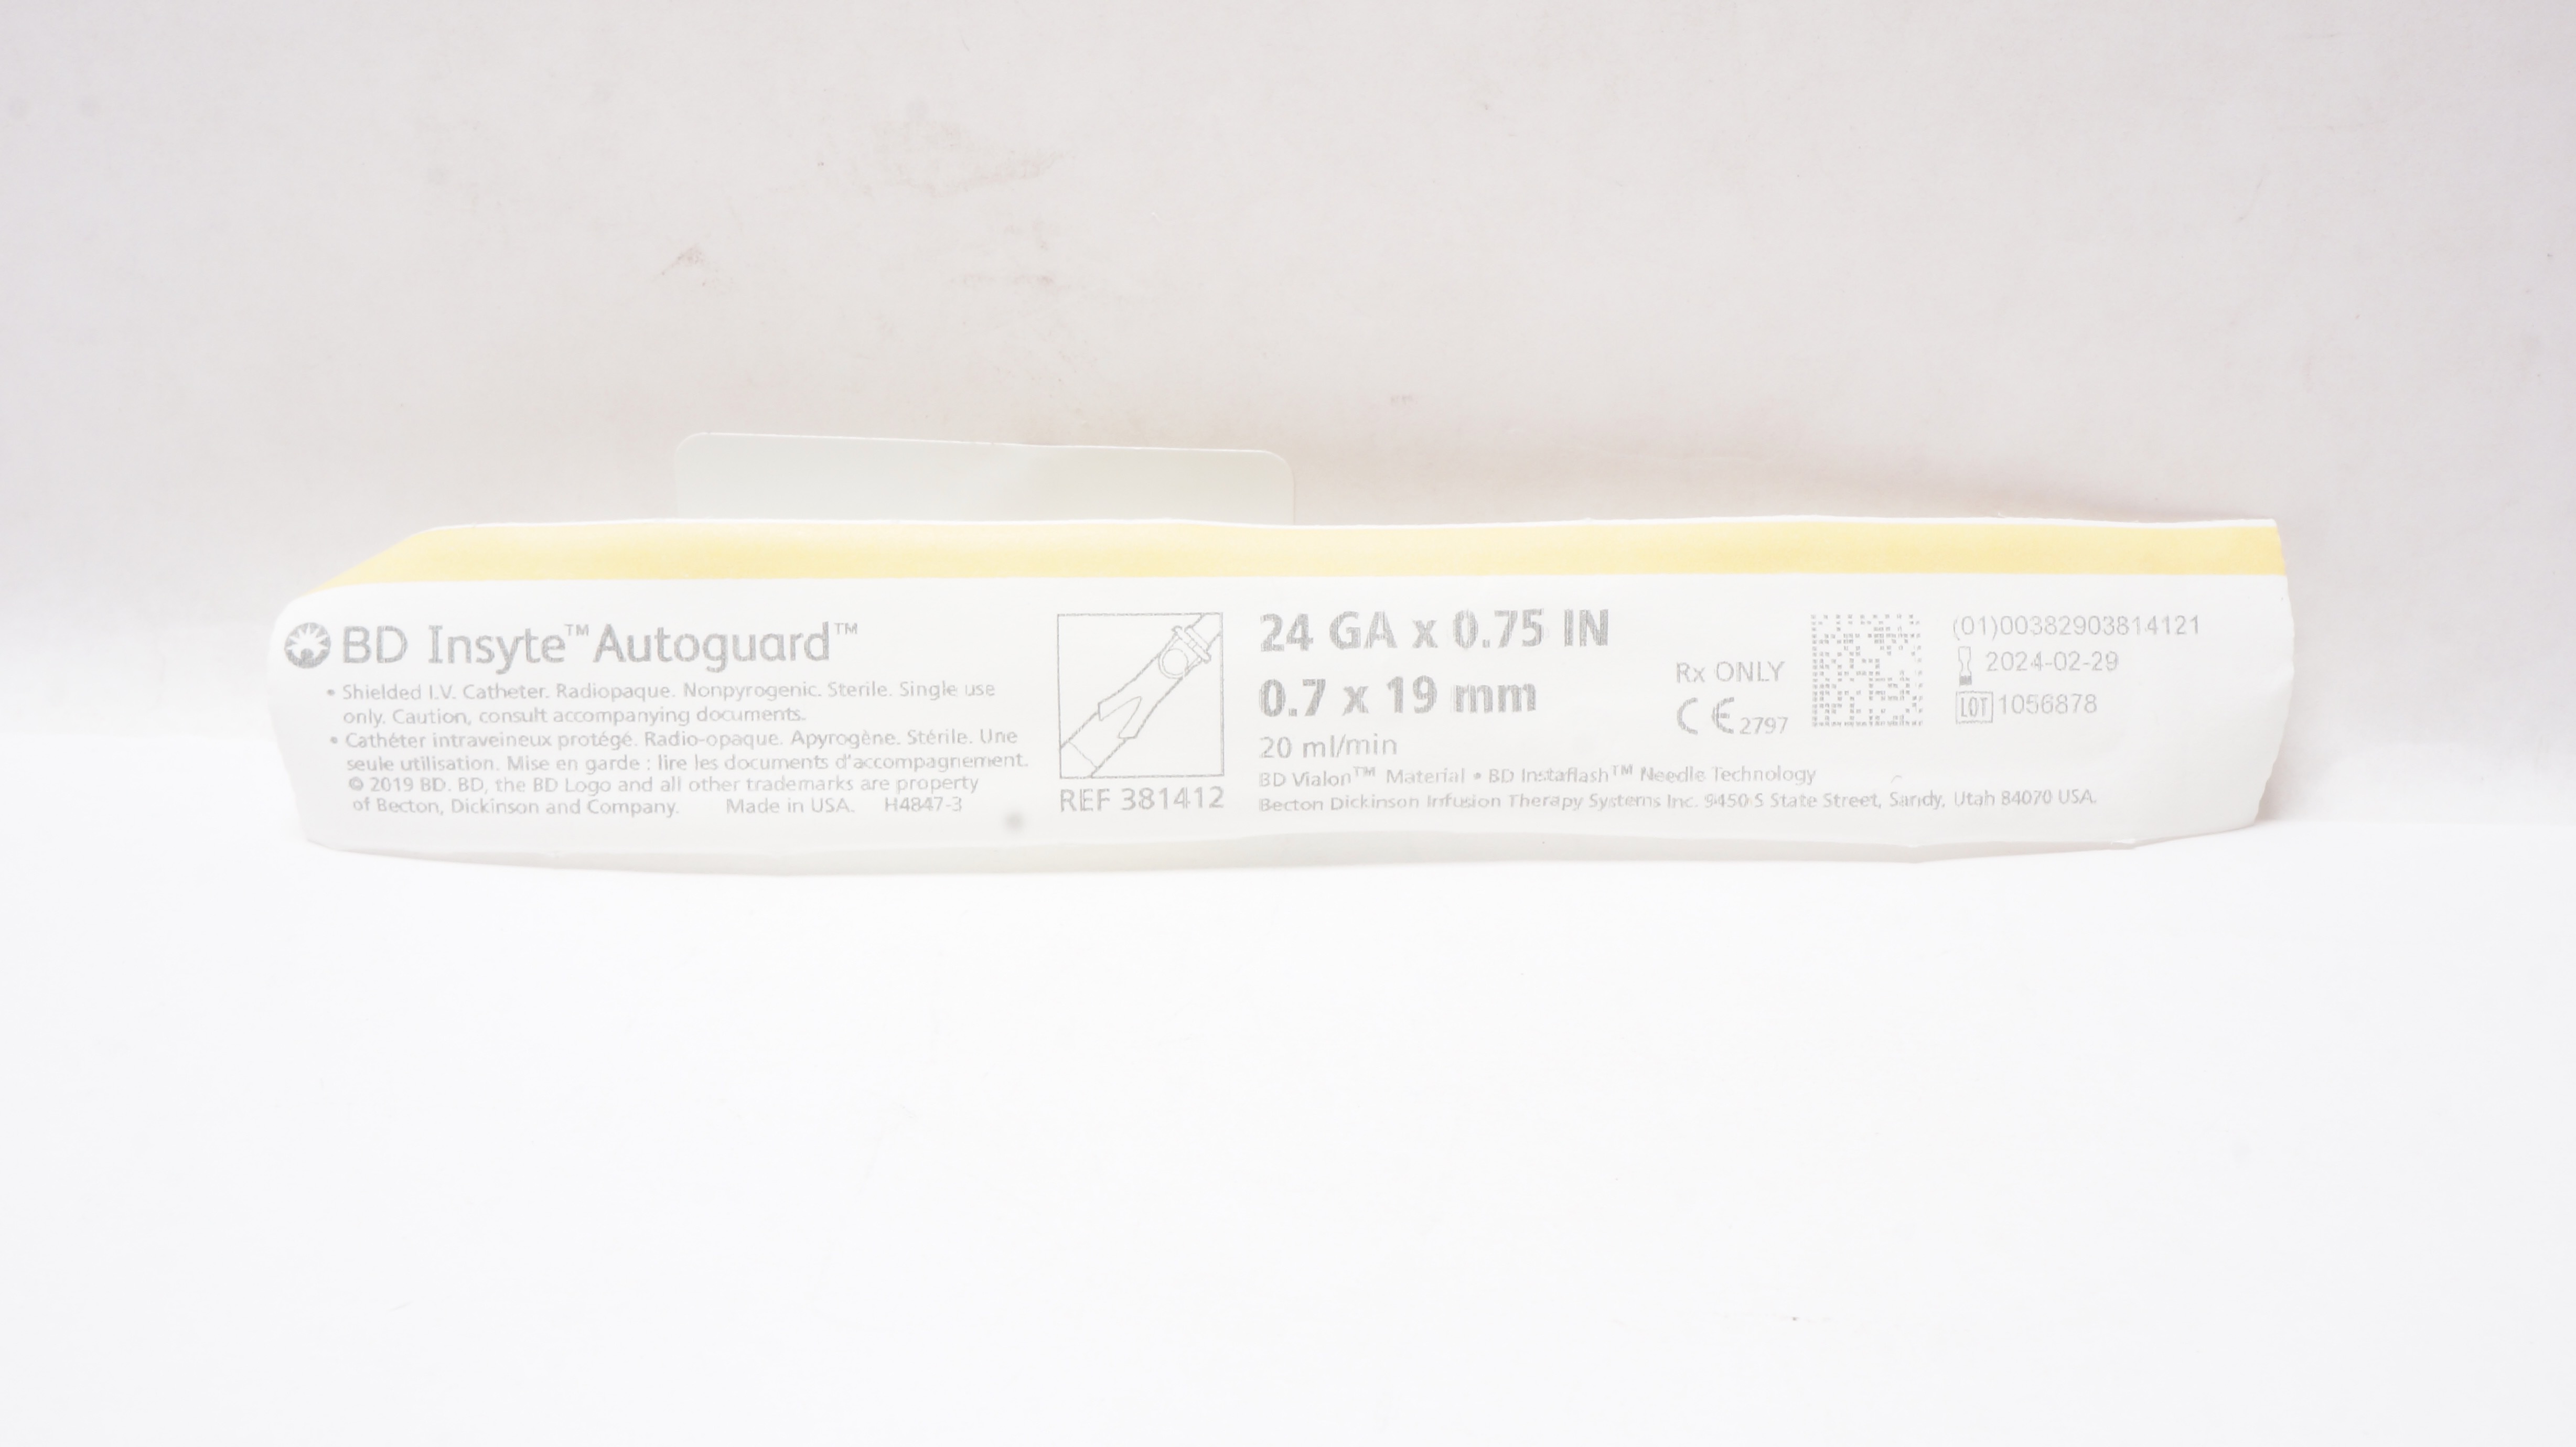 BD Insyte™ Autoguard™
• Shielded I.V. Catheter. Radiopaque. Nonpyrogenic. Sterile. Single use
only. Caution, consult accompanying documents.
• Cathéter intraveineux protégé. Radio-opaque. Apyrogène. Stérile. Une
seule utilisation. Mise en garde : lire les documents d'accompagnement.
© 2019 BD. BD, the BD Logo and all other trademarks are property
of Becton, Dickinson and Company. Made in USA. H4847-3
REF 381412
24 GA x 0.75 IN
0.7 x 19 mm
20 ml/min
BD Vialon™ Material • BD Instaflash™ Needle Technology
Becton Dickinson Infusion Therapy Systems Inc. 9450 S State Street, Sandy, Utah 84070 USA.
Rx ONLY
CE 2797
(01)00382903814121
2024-02-29
LOT 1056878